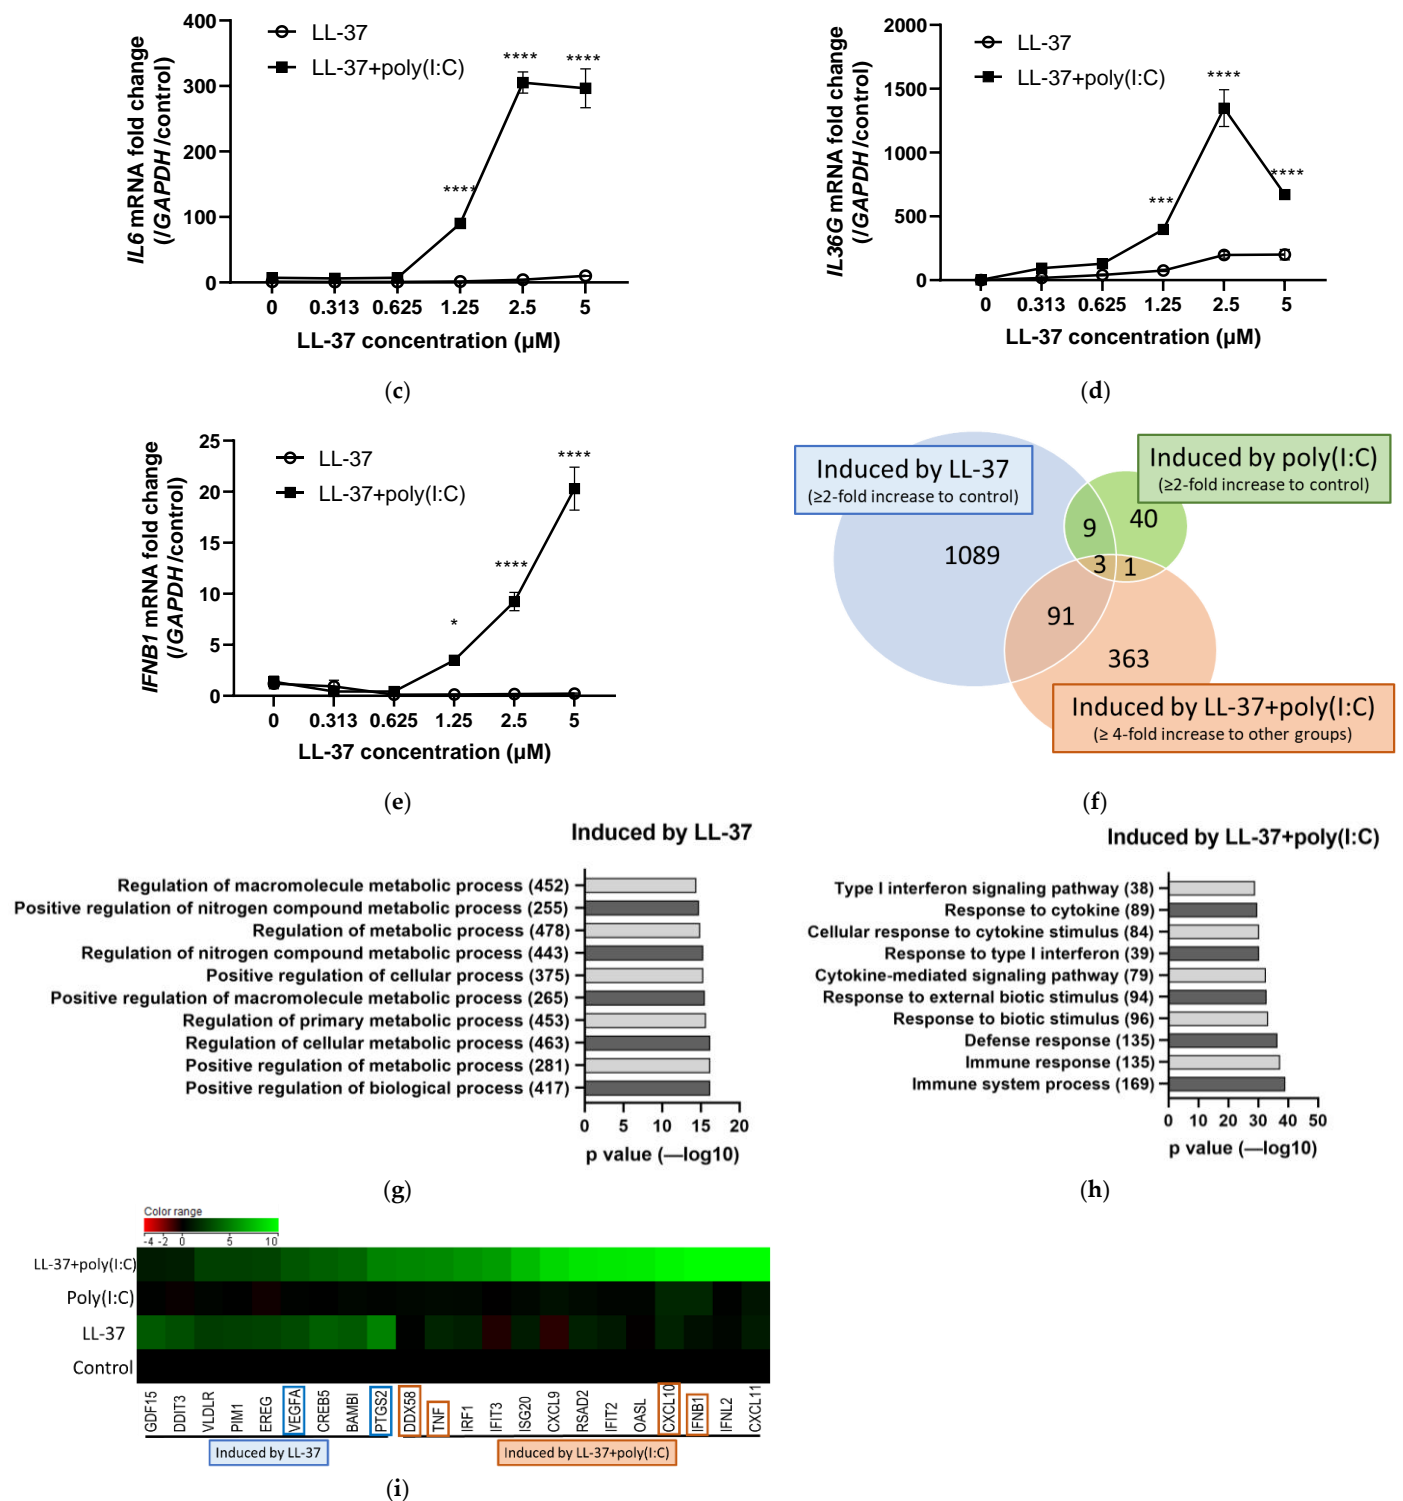 400
300
200
100
0
IL6 mRNA fold change
(/GAPDH /control)
LL-37
LL-37+poly(I:C)
****
****
****
0 0.313 0.625 1.25 2.5 5
LL-37 concentration (µM)
(c)
2000
1500
1000
500
0
IL36G mRNA fold change
(/GAPDH /control)
LL-37
LL-37+poly(I:C)
***
****
****
0 0.313 0.625 1.25 2.5 5
LL-37 concentration (µM)
(d)
25
20
15
10
5
0
IFNB1 mRNA fold change
(/GAPDH /control)
LL-37
LL-37+poly(I:C)
*
****
****
0 0.313 0.625 1.25 2.5 5
LL-37 concentration (µM)
(e)
Induced by LL-37
(≥2-fold increase to control)
Induced by poly(I:C)
(≥2-fold increase to control)
9 40
1089
3 1
91
363
Induced by LL-37+poly(I:C)
(≥ 4-fold increase to other groups)
(f)
Induced by LL-37
Regulation of macromolecule metabolic process (452)
Positive regulation of nitrogen compound metabolic process (255)
Regulation of metabolic process (478)
Regulation of nitrogen compound metabolic process (443)
Positive regulation of cellular process (375)
Positive regulation of macromolecule metabolic process (265)
Regulation of primary metabolic process (453)
Regulation of cellular metabolic process (463)
Positive regulation of metabolic process (281)
Positive regulation of biological process (417)
0 5 10 15 20
p value (—log10)
(g)
Induced by LL-37+poly(I:C)
Type I interferon signaling pathway (38)
Response to cytokine (89)
Cellular response to cytokine stimulus (84)
Response to type I interferon (39)
Cytokine-mediated signaling pathway (79)
Response to external biotic stimulus (94)
Response to biotic stimulus (96)
Defense response (135)
Immune response (135)
Immune system process (169)
0 10 20 30 40 50
p value (—log10)
(h)
Color range
-4 -2 0 5 10
LL-37+poly(I:C)
Poly(I:C)
LL-37
Control
GDF15
DDIT3
VLDLR
PIM1
EREG
VEGFA
CREB5
BAMBI
PTGS2
DDX58
TNF
IRF1
IFIT3
ISG20
CXCL9
RSAD2
IFIT2
OASL
CXCL10
IFNB1
IFNL2
CXCL11
Induced by LL-37
Induced by LL-37+poly(I:C)
(i)